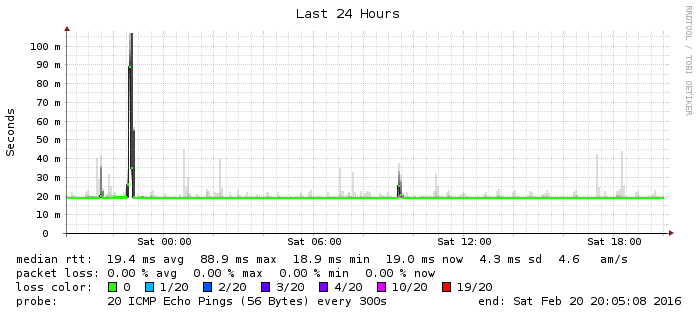 Last 24 Hours
RRDTOOL / TOBI OETIKER
Seconds
100 m
90 m
80 m
70 m
60 m
50 m
40 m
30 m
20 m
10 m
0
Sat 00:00 Sat 06:00 Sat 12:00 Sat 18:00
median rtt: 19.4 ms avg 88.9 ms max 18.9 ms min 19.0 ms now 4.3 ms sd 4.6 am/s
packet loss: 0.00 % avg 0.00 % max 0.00 % min 0.00 % now
loss color: 0 1/20 2/20 3/20 4/20 10/20 19/20
probe: 20 ICMP Echo Pings (56 Bytes) every 300s end: Sat Feb 20 20:05:08 2016